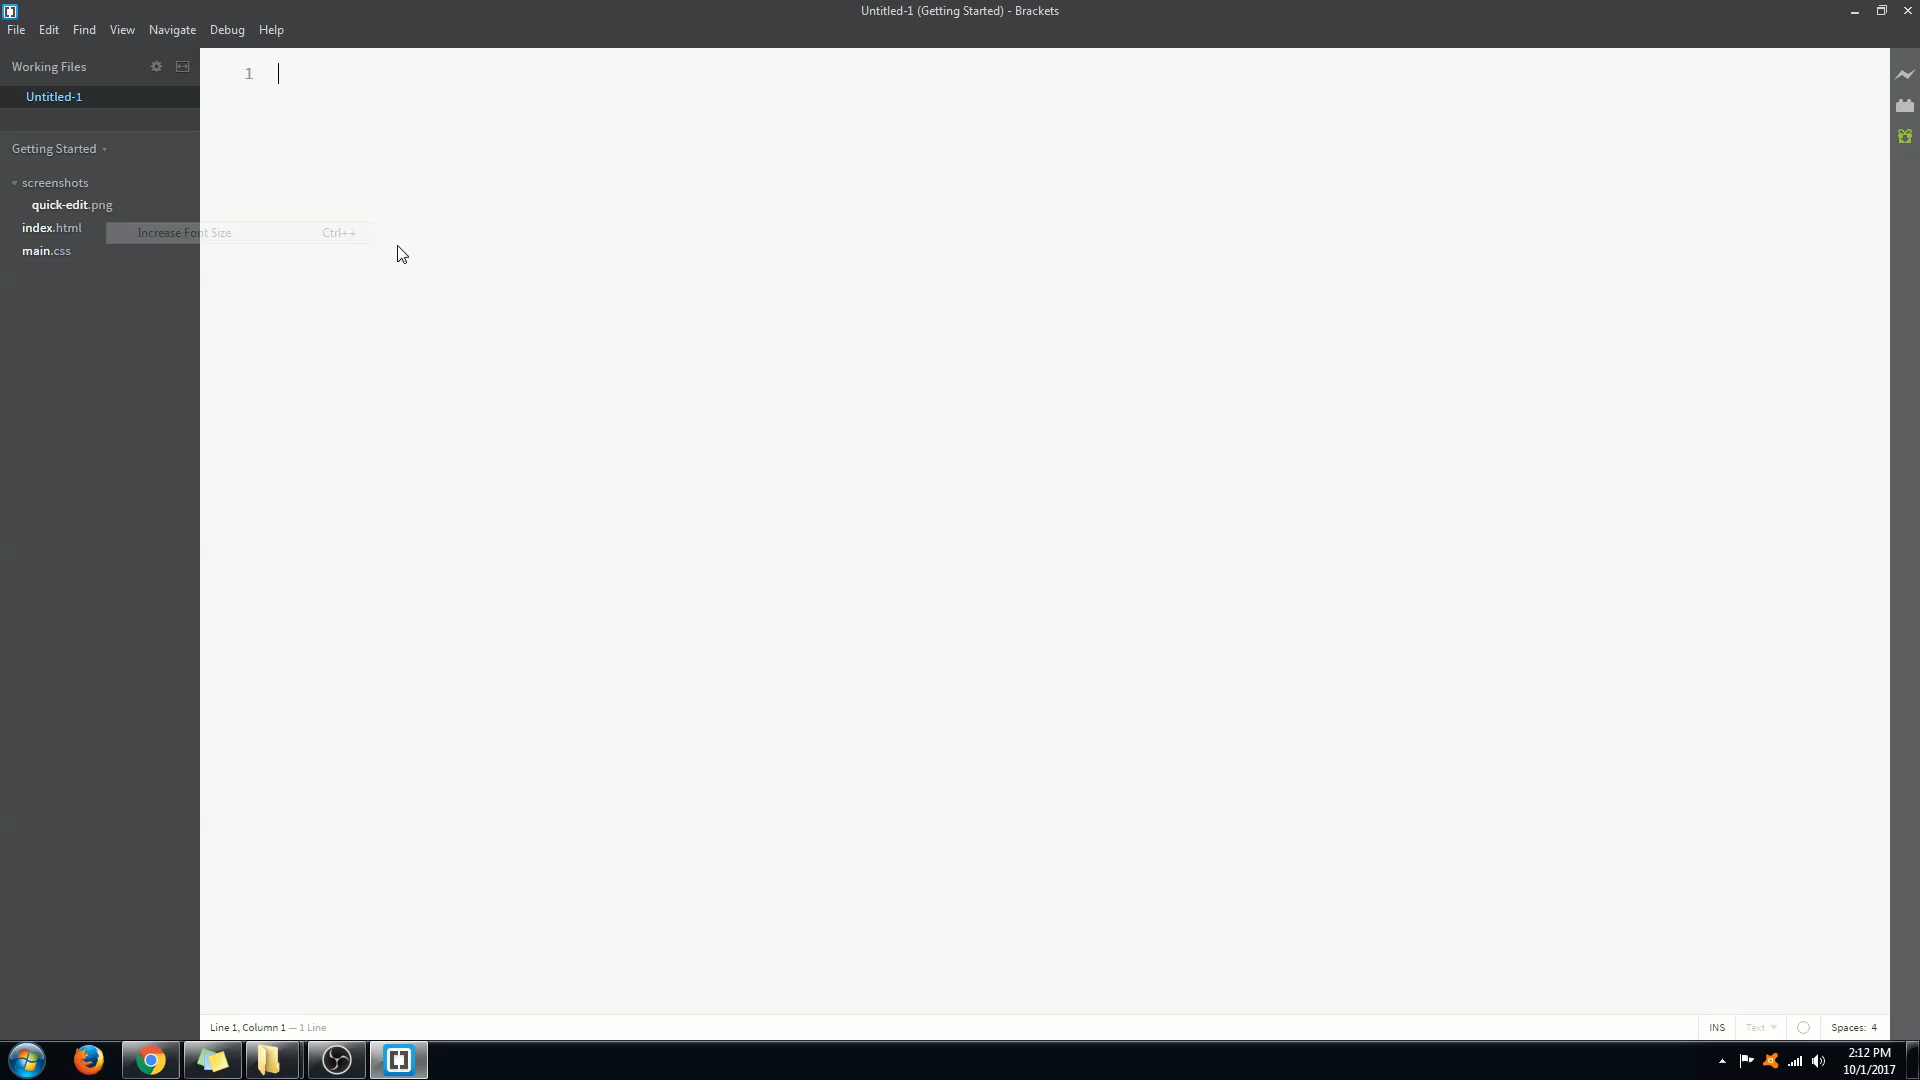 Untitled-1 (Getting Started) - Brackets
File Edit Find View Navigate Debug Help
Working Files
Untitled-1
Getting Started
screenshots
quick-edit.png
index.html
main.css
Increase Font Size Ctrl++
1
Line 1, Column 1 — 1 Line
INS Text Spaces: 4
2:12 PM
10/1/2017